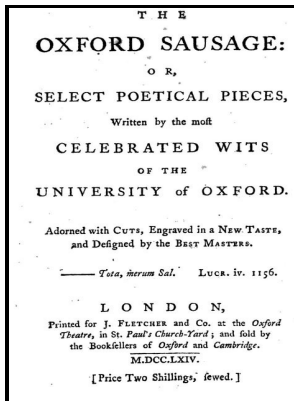 THE
OXFORD SAUSAGE:
OR,
SELECT POETICAL PIECES,
Written by the moſt
CELEBRATED WITS
OF THE
UNIVERSITY of OXFORD.
Adorned with CUTS, Engraved in a NEW TASTE,
and Deſigned by the BEST MASTERS.
——— Tota, merum Sal. LUCR. iv. 1156.
LONDON,
Printed for J. FLETCHER and Co. at the Oxford
Theatre, in St. Paul's Church-Yard; and ſold by
the Bookſellers of Oxford and Cambridge.
M.DCC.LXIV.
[Price Two Shillings, ſewed.]